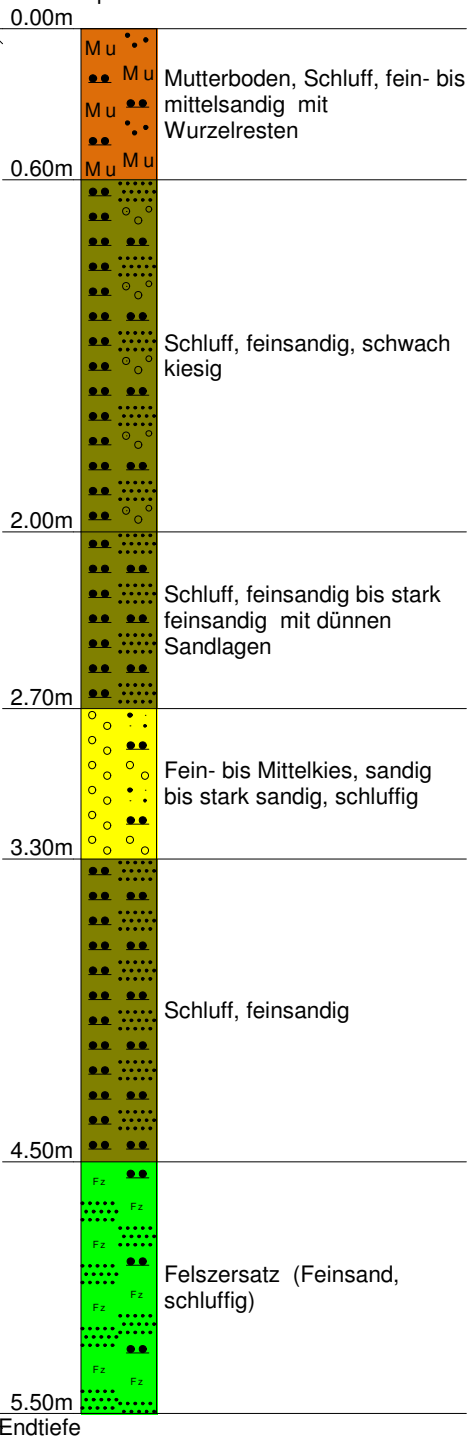 0.00m
Mu
Mu
Mutterboden, Schluff, fein- bis
mittelsandig mit
Wurzelresten
Mu
Mu
Mu
0.60m
Schluff, feinsandig, schwach
kiesig
2.00m
Schluff, feinsandig bis stark
feinsandig mit dünnen
Sandlagen
2.70m
Fein- bis Mittelkies, sandig
bis stark sandig, schluffig
3.30m
Schluff, feinsandig
4.50m
Fz
Fz
Fz
Felszersatz (Feinsand,
schluffig)
Fz
Fz
Fz
Fz
5.50m
Endtiefe